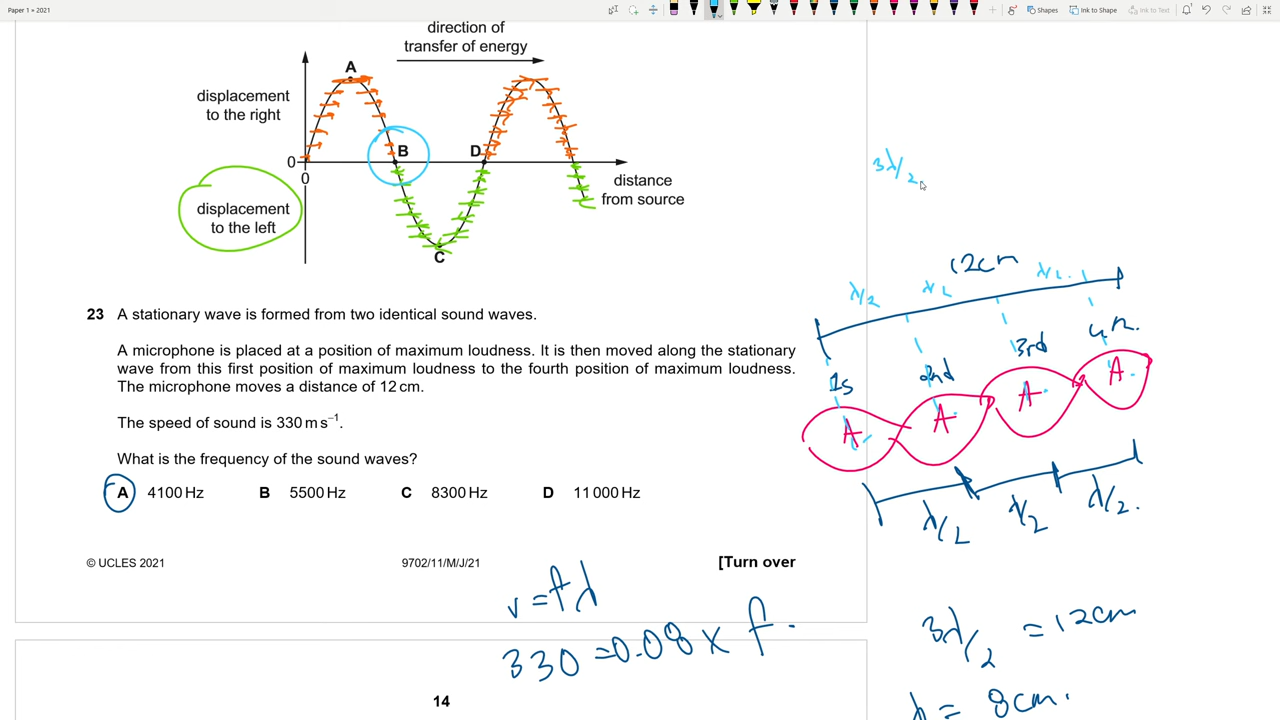 Paper 1 • 2021
Shapes
Ink to Shape
Ink to Text
direction of
transfer of energy
A
displacement
to the right
B
D
0
0
distance
from source
displacement
to the left
C
3λ/2
12cm
λ/2
λ/2
λ/2
23 A stationary wave is formed from two identical sound waves.
A microphone is placed at a position of maximum loudness. It is then moved along the stationary
wave from this first position of maximum loudness to the fourth position of maximum loudness.
The microphone moves a distance of 12 cm.
The speed of sound is 330 m s⁻¹.
What is the frequency of the sound waves?
A 4100 Hz B 5500 Hz C 8300 Hz D 11 000 Hz
2nd
3rd
A
A
A
A
λ/2
λ/2
λ/2.
© UCLES 2021 9702/11/M/J/21 [Turn over
v = fλ
330 = 0.08 x f.
3λ/2 = 12cm
λ = 8cm.
14